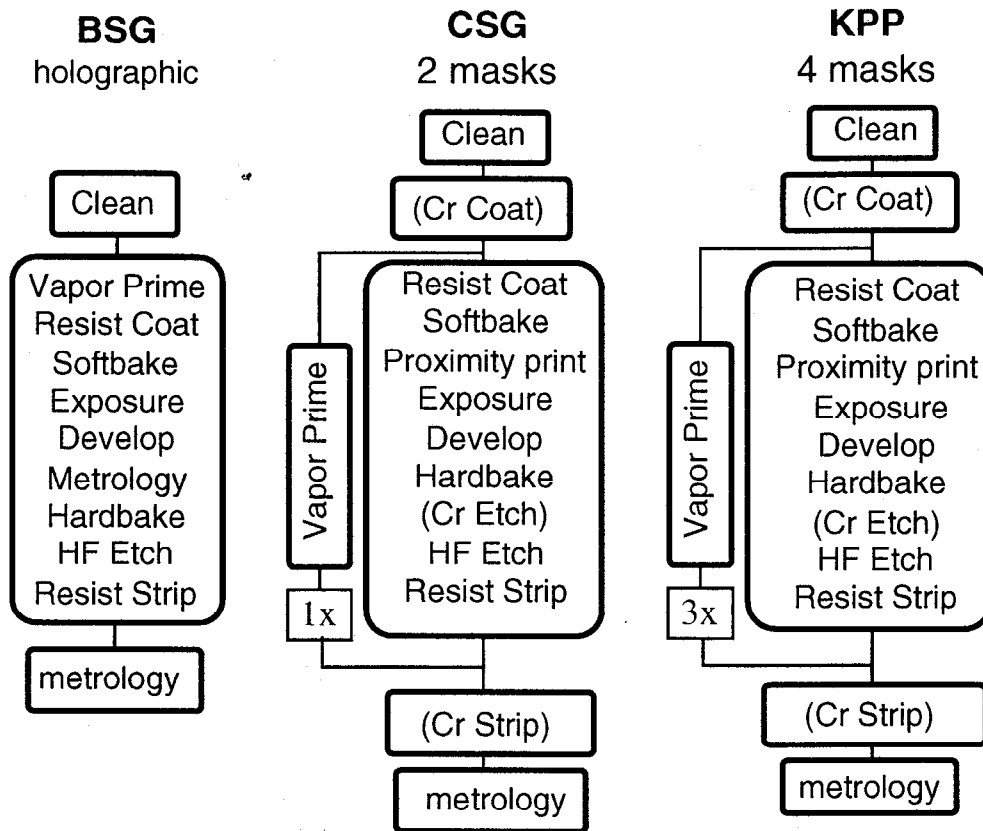 BSG
holographic
Clean
Vapor Prime
Resist Coat
Softbake
Exposure
Develop
Metrology
Hardbake
HF Etch
Resist Strip
metrology
CSG
2 masks
Clean
(Cr Coat)
Resist Coat
Softbake
Proximity print
Exposure
Develop
Hardbake
(Cr Etch)
HF Etch
Resist Strip
Vapor Prime
1x
(Cr Strip)
metrology
KPP
4 masks
Clean
(Cr Coat)
Resist Coat
Softbake
Proximity print
Exposure
Develop
Hardbake
(Cr Etch)
HF Etch
Resist Strip
Vapor Prime
3x
(Cr Strip)
metrology